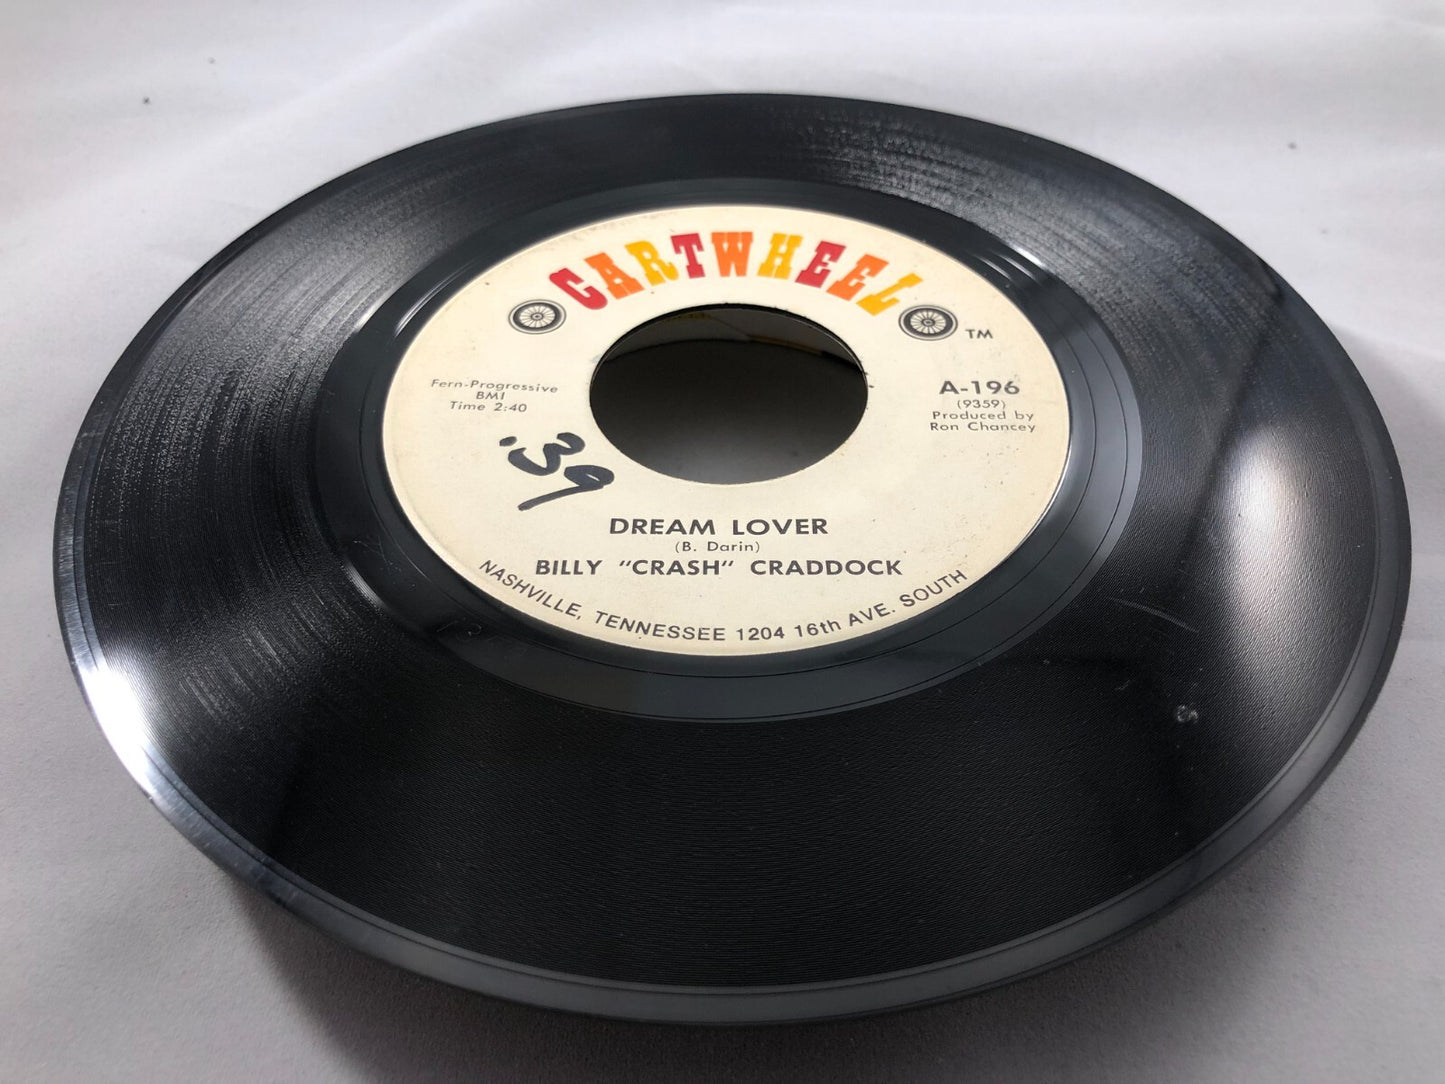 CARTWHEEL
TM
Fern-Progressive
BMI
Time 2:40
A-196
(9359)
Produced by
Ron Chancey
.39
DREAM LOVER
(B. Darin)
BILLY "CRASH" CRADDOCK
NASHVILLE, TENNESSEE 1204 16th AVE. SOUTH